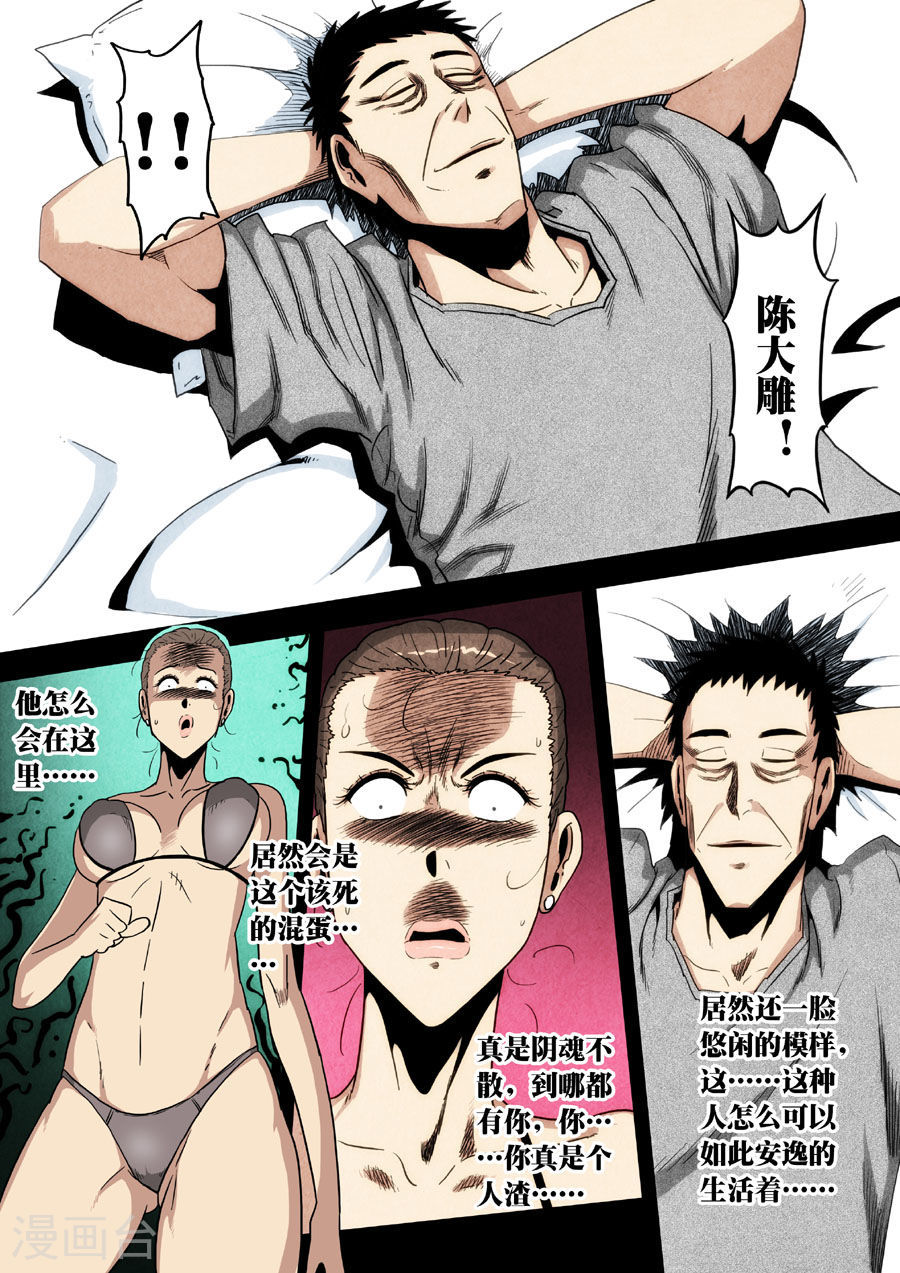 !!
陈大雕！
他怎么
会在这
里……
居然会是
这个该死
的混蛋…
……
真是阴魂不
散，到哪都
有你，你…
…你真是个
人渣……
居然还一脸
悠闲的模样，
这……这种
人怎么可以
如此安逸的
生活着……
漫画台